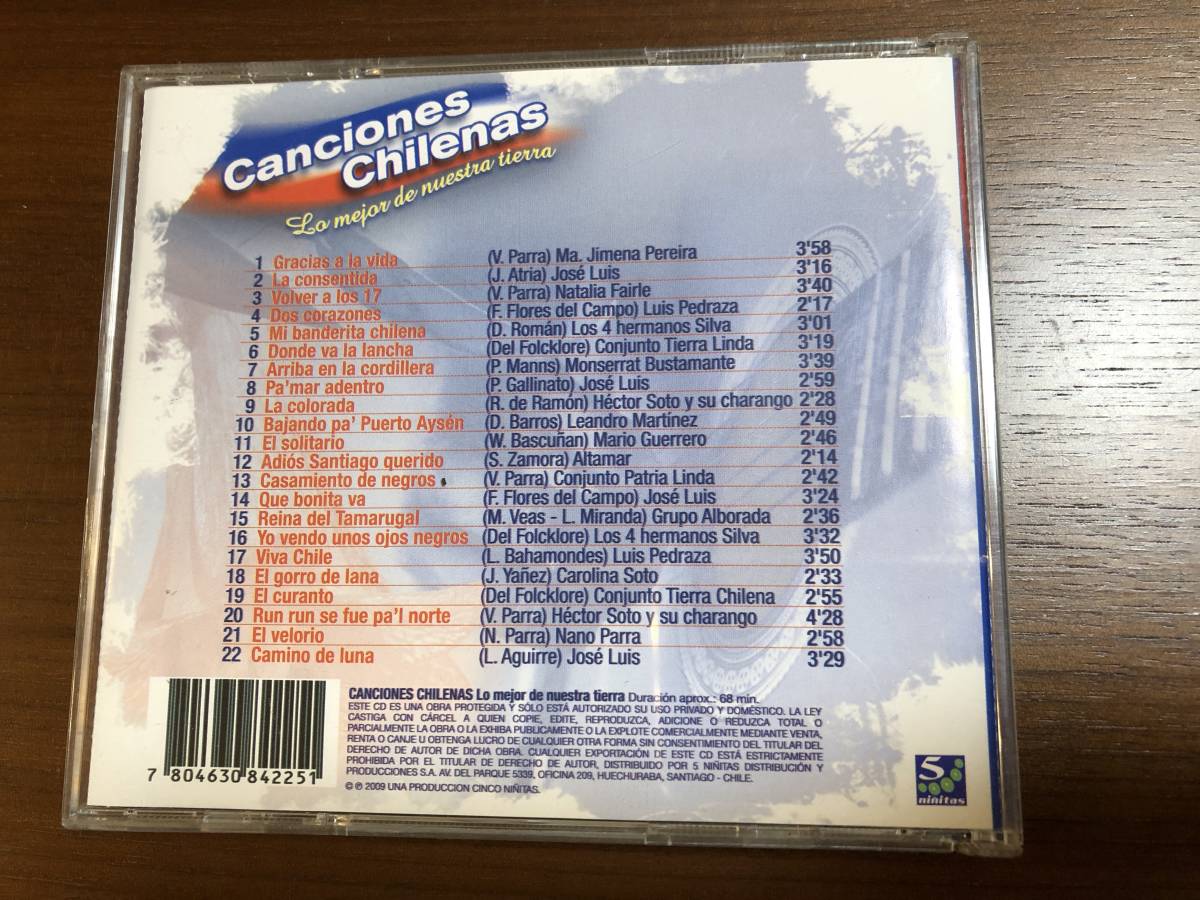 Canciones
Chilenas
Lo mejor de nuestra tierra
1 Gracias a la vida (V. Parra) Ma. Jimena Pereira 3'58
2 La consentida (J. Atria) José Luis 3'16
3 Volver a los 17 (V. Parra) Natalia Fairle 3'40
4 Dos corazones (F. Flores del Campo) Luis Pedraza 2'17
5 Mi banderita chilena (D. Román) Los 4 hermanos Silva 3'01
6 Donde va la lancha (Del Folcklore) Conjunto Tierra Linda 3'19
7 Arriba en la cordillera (P. Manns) Monserrat Bustamante 3'39
8 Pa'mar adentro (P. Gallinato) José Luis 2'59
9 La colorada (R. de Ramón) Héctor Soto y su charango 2'28
10 Bajando pa' Puerto Aysén (D. Barros) Leandro Martínez 2'49
11 El solitario (W. Bascuñan) Mario Guerrero 2'46
12 Adiós Santiago querido (S. Zamora) Altamar 2'14
13 Casamiento de negros (V. Parra) Conjunto Patria Linda 2'42
14 Que bonita va (F. Flores del Campo) José Luis 3'24
15 Reina del Tamarugal (M. Veas - L. Miranda) Grupo Alborada 2'36
16 Yo vendo unos ojos negros (Del Folcklore) Los 4 hermanos Silva 3'32
17 Viva Chile (L. Bahamondes) Luis Pedraza 3'50
18 El gorro de lana (J. Yañez) Carolina Soto 2'33
19 El curanto (Del Folcklore) Conjunto Tierra Chilena 2'55
20 Run run se fue pa'l norte (V. Parra) Héctor Soto y su charango 4'28
21 El velorio (N. Parra) Nano Parra 2'58
22 Camino de luna (L. Aguirre) José Luis 3'29
CANCIONES CHILENAS Lo mejor de nuestra tierra Duración aprox.: 68 min.
ESTE CD ES UNA OBRA PROTEGIDA Y SÓLO ESTÁ AUTORIZADO SU USO PRIVADO Y DOMÉSTICO. LA LEY
CASTIGA CON CÁRCEL A QUIEN COPIE, EDITE, REPRODUZCA, ADICIONE O REDUZCA TOTAL O
PARCIALMENTE LA OBRA O LA EXHIBA PUBLICAMENTE O LA EXPLOTE COMERCIALMENTE MEDIANTE VENTA,
RENTA O CANJE U OBTENGA LUCRO DE CUALQUIER OTRA FORMA SIN CONSENTIMIENTO DEL TITULAR DEL
DERECHO DE AUTOR DE DICHA OBRA. CUALQUIER EXPORTACIÓN DE ESTE CD ESTÁ ESTRICTAMENTE
PROHIBIDA POR EL TITULAR DE DERECHO DE AUTOR, DISTRIBUIDO POR 5 NIÑITAS DISTRIBUCIÓN Y
PRODUCCIONES S.A. AV. DEL PARQUE 5339, OFICINA 209, HUECHURABA, SANTIAGO - CHILE.
© ℗ 2009 UNA PRODUCCION CINCO NIÑITAS.
7 804630 842251
5
niñitas